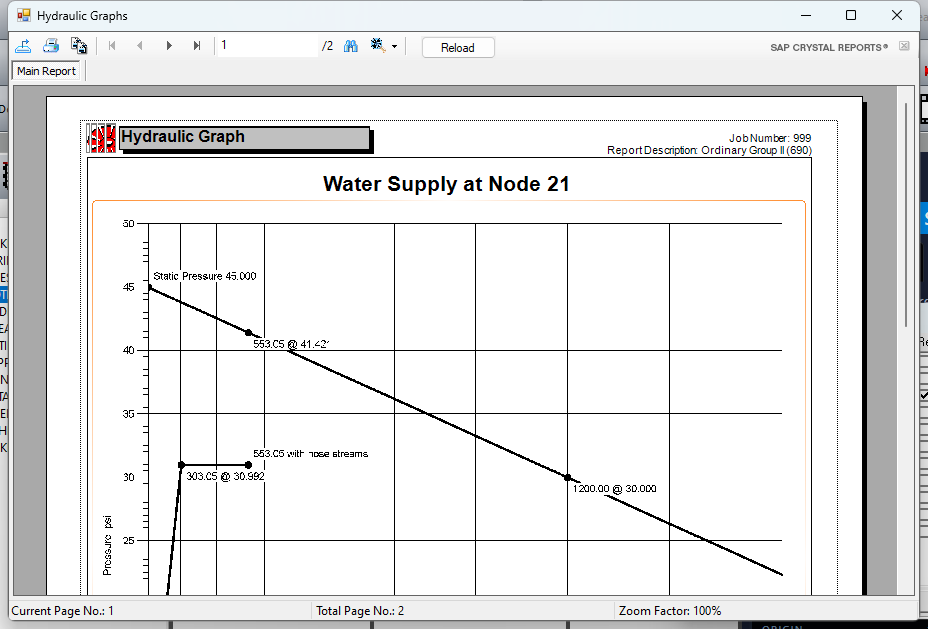 Hydraulic Graphs
1 /2 Reload SAP CRYSTAL REPORTS®
Main Report
Hydraulic Graph
Job Number: 999
Report Description: Ordinary Group II (690)
Water Supply at Node 21
50
Static Pressure 45.000
45
553.05 @ 41.421
40
35
553.05 with hose streams
30
303.05 @ 30.992
1200.00 @ 30.000
25
Pressure psi
Current Page No.: 1 Total Page No.: 2 Zoom Factor: 100%